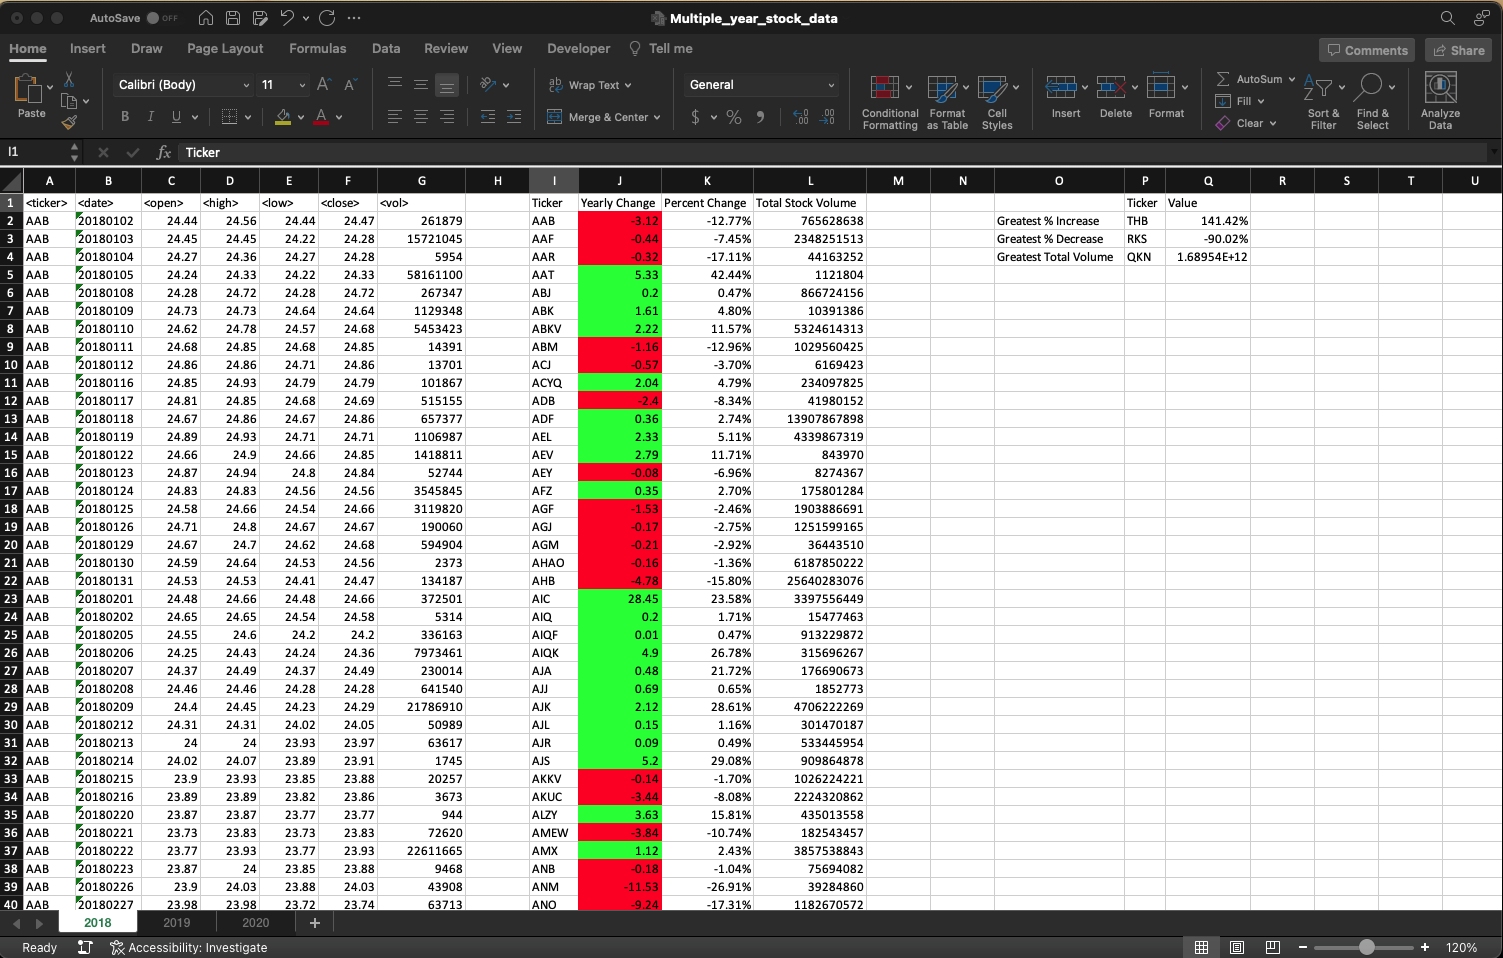 AutoSave OFF Multiple_year_stock_data
Home Insert Draw Page Layout Formulas Data Review View Developer Tell me Comments Share
Paste Calibri (Body) 11 A A Wrap Text General Conditional Formatting Format as Table Cell Styles Insert Delete Format AutoSum Fill Clear Sort & Filter Find & Select Analyze Data
B I U A Merge & Center $ % 9
I1 fx Ticker
A B C D E F G H I J K L M N O P Q R S T U
1 <ticker> <date> <open> <high> <low> <close> <vol> Ticker Yearly Change Percent Change Total Stock Volume Ticker Value
2 AAB 20180102 24.44 24.56 24.44 24.47 261879 AAB -3.12 -12.77% 765628638 Greatest % Increase THB 141.42%
3 AAB 20180103 24.45 24.45 24.22 24.28 15721045 AAF -0.44 -7.45% 2348251513 Greatest % Decrease RKS -90.02%
4 AAB 20180104 24.27 24.36 24.27 24.28 5954 AAR -0.32 -17.11% 44163252 Greatest Total Volume QKN 1.68954E+12
5 AAB 20180105 24.24 24.33 24.22 24.33 58161100 AAT 5.33 42.44% 1121804
6 AAB 20180108 24.28 24.72 24.28 24.72 267347 ABJ 0.2 0.47% 866724156
7 AAB 20180109 24.73 24.73 24.64 24.64 1129348 ABK 1.61 4.80% 10391386
8 AAB 20180110 24.62 24.78 24.57 24.68 5453423 ABKV 2.22 11.57% 5324614313
9 AAB 20180111 24.68 24.85 24.68 24.85 14391 ABM -1.16 -12.96% 1029560425
10 AAB 20180112 24.86 24.86 24.71 24.86 13701 ACJ -0.57 -3.70% 6169423
11 AAB 20180116 24.85 24.93 24.79 24.79 101867 ACYQ 2.04 4.79% 234097825
12 AAB 20180117 24.81 24.85 24.68 24.69 515155 ADB -2.4 -8.34% 41980152
13 AAB 20180118 24.67 24.86 24.67 24.86 657377 ADF 0.36 2.74% 13907867898
14 AAB 20180119 24.89 24.93 24.71 24.71 1106987 AEL 2.33 5.11% 4339867319
15 AAB 20180122 24.66 24.9 24.66 24.85 1418811 AEV 2.79 11.71% 843970
16 AAB 20180123 24.87 24.94 24.8 24.84 52744 AEY -0.08 -6.96% 8274367
17 AAB 20180124 24.83 24.83 24.56 24.56 3545845 AFZ 0.35 2.70% 175801284
18 AAB 20180125 24.58 24.66 24.54 24.66 3119820 AGF -1.53 -2.46% 1903886691
19 AAB 20180126 24.71 24.8 24.67 24.67 190060 AGJ -0.17 -2.75% 1251599165
20 AAB 20180129 24.67 24.7 24.62 24.68 594904 AGM -0.21 -2.92% 36443510
21 AAB 20180130 24.59 24.64 24.53 24.56 2373 AHAO -0.16 -1.36% 6187850222
22 AAB 20180131 24.53 24.53 24.41 24.47 134187 AHB -4.78 -15.80% 25640283076
23 AAB 20180201 24.48 24.66 24.48 24.66 372501 AIC 28.45 23.58% 3397556449
24 AAB 20180202 24.65 24.65 24.54 24.58 5314 AIQ 0.2 1.71% 15477463
25 AAB 20180205 24.55 24.6 24.2 24.2 336163 AIQF 0.01 0.47% 913229872
26 AAB 20180206 24.25 24.43 24.24 24.36 7973461 AIQK 4.9 26.78% 315696267
27 AAB 20180207 24.37 24.49 24.37 24.49 230014 AJA 0.48 21.72% 176690673
28 AAB 20180208 24.46 24.46 24.28 24.28 641540 AJJ 0.69 0.65% 1852773
29 AAB 20180209 24.4 24.45 24.23 24.29 21786910 AJK 2.12 28.61% 4706222269
30 AAB 20180212 24.31 24.31 24.02 24.05 50989 AJL 0.15 1.16% 301470187
31 AAB 20180213 24 24 23.93 23.97 63617 AJR 0.09 0.49% 533445954
32 AAB 20180214 24.02 24.07 23.89 23.91 1745 AJS 5.2 29.08% 909864878
33 AAB 20180215 23.9 23.93 23.85 23.88 20257 AKKV -0.14 -1.70% 1026224221
34 AAB 20180216 23.89 23.89 23.82 23.86 3673 AKUC -3.44 -8.08% 2224320862
35 AAB 20180220 23.87 23.87 23.77 23.77 944 ALZY 3.63 15.81% 435013558
36 AAB 20180221 23.73 23.83 23.73 23.83 72620 AMEW -3.84 -10.74% 182543457
37 AAB 20180222 23.77 23.93 23.77 23.93 22611665 AMX 1.12 2.43% 3857538843
38 AAB 20180223 23.87 24 23.85 23.88 9468 ANB -0.18 -1.04% 75694082
39 AAB 20180226 23.9 24.03 23.88 24.03 43908 ANM -11.53 -26.91% 39284860
40 AAB 20180227 23.98 23.98 23.72 23.74 63713 ANO -9.24 -17.31% 1182670572
2018 2019 2020 +
Ready Accessibility: Investigate 120%